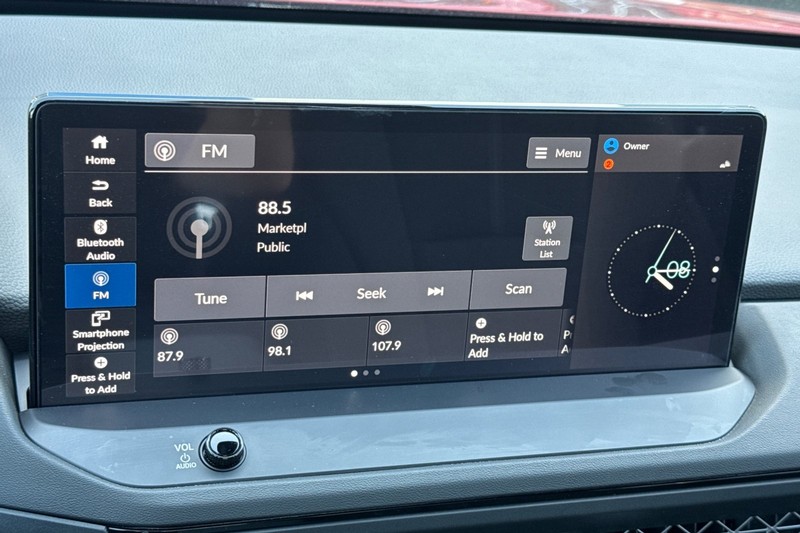 Home
Back
Bluetooth
Audio
FM
Smartphone
Projection
Press & Hold
to Add
FM
Menu
88.5
Marketpl
Public
Station
List
Tune
Seek
Scan
87.9
98.1
107.9
Press & Hold to
Add
Owner
08
VOL
AUDIO